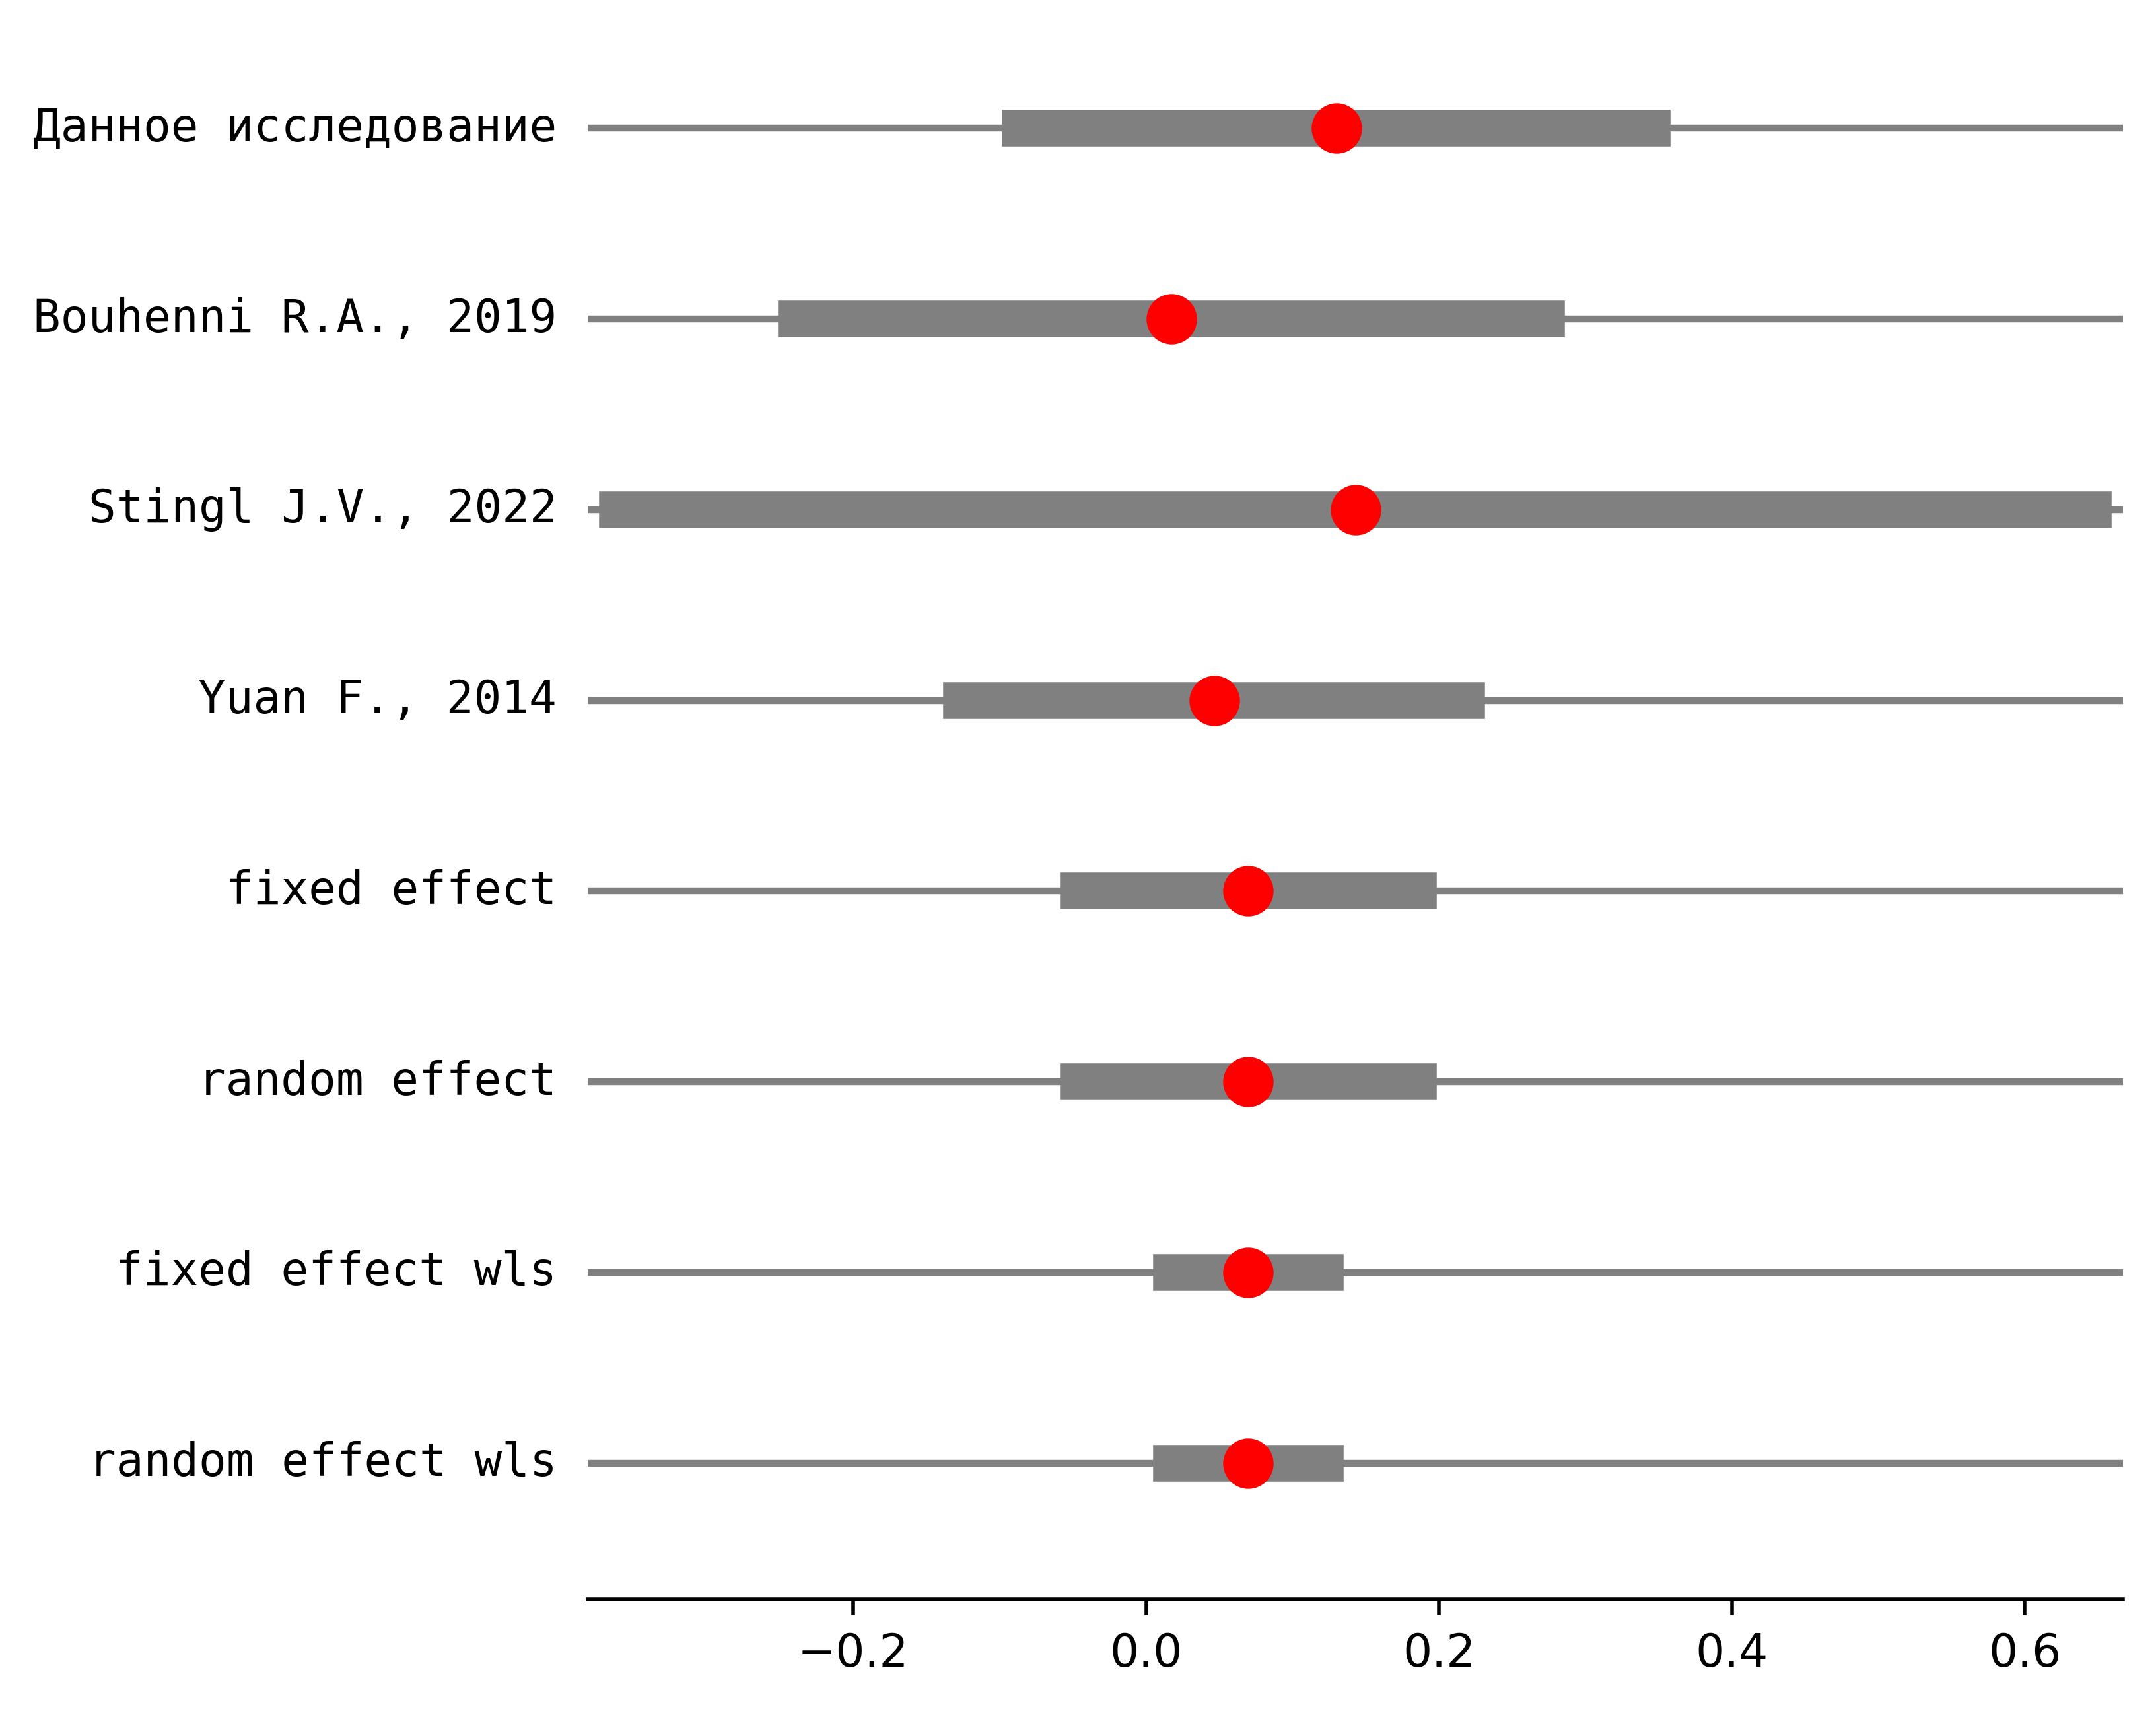 Данное исследование
Bouhenni R.A., 2019
Stingl J.V., 2022
Yuan F., 2014
fixed effect
random effect
fixed effect wls
random effect wls
−0.2 0.0 0.2 0.4 0.6